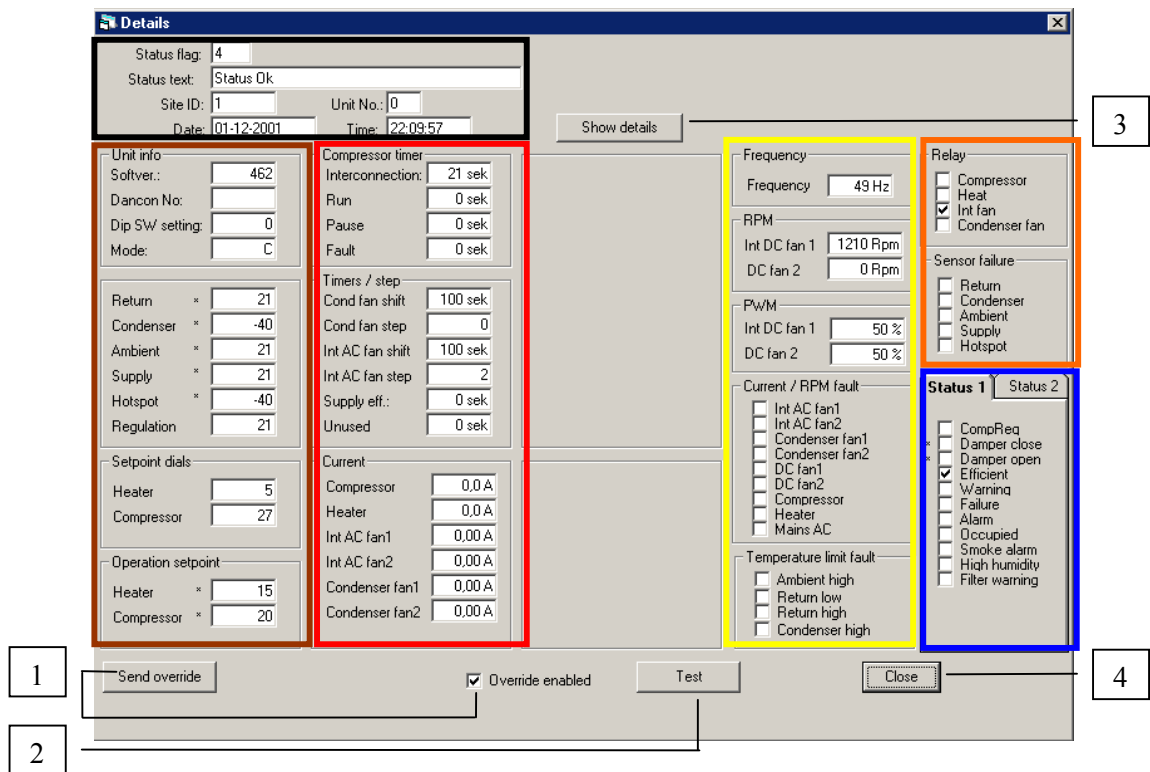 Details
Status flag: 4
Status text: Status Ok
Site ID: 1 Unit No.: 0
Date: 01-12-2001 Time: 22:09:57
Show details
3
Unit info
Softver.: 462
Dancon No:
Dip SW setting: 0
Mode: C
Return * 21
Condenser * -40
Ambient * 21
Supply * 21
Hotspot * -40
Regulation 21
Setpoint dials
Heater 5
Compressor 27
Operation setpoint
Heater * 15
Compressor * 20
Compressor timer
Interconnection: 21 sek
Run 0 sek
Pause 0 sek
Fault 0 sek
Timers / step
Cond fan shift 100 sek
Cond fan step 0
Int AC fan shift 100 sek
Int AC fan step 2
Supply eff.: 0 sek
Unused 0 sek
Current
Compressor 0,0 A
Heater 0,0 A
Int AC fan1 0,00 A
Int AC fan2 0,00 A
Condenser fan1 0,00 A
Condenser fan2 0,00 A
Frequency
Frequency 49 Hz
RPM
Int DC fan 1 1210 Rpm
DC fan 2 0 Rpm
PWM
Int DC fan 1 50 %
DC fan 2 50 %
Current / RPM fault
Int AC fan1
Int AC fan2
Condenser fan1
Condenser fan2
DC fan1
DC fan2
Compressor
Heater
Mains AC
Temperature limit fault
Ambient high
Return low
Return high
Condenser high
Relay
Compressor
Heat
Int fan
Condenser fan
Sensor failure
Return
Condenser
Ambient
Supply
Hotspot
Status 1 Status 2
CompReq
* Damper close
* Damper open
Efficient
Warning
Failure
Alarm
Occupied
Smoke alarm
High humidity
Filter warning
1
Send override
Override enabled
Test
Close
4
2